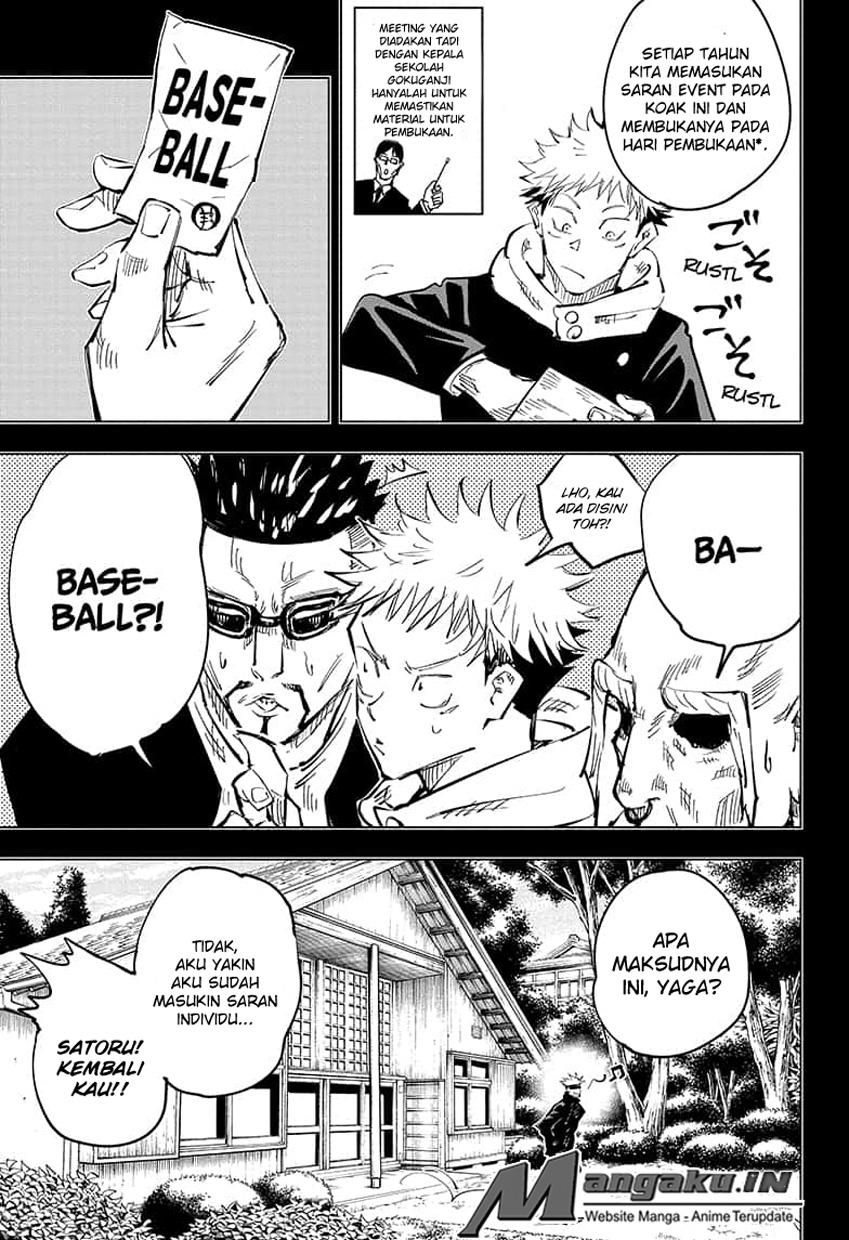 SETIAP TAHUN
KITA MEMASUKAN
SARAN EVENT PADA
KOAK INI DAN
MEMBUKANYA PADA
HARI PEMBUKAAN*.
MEETING YANG
DIADAKAN TADI
DENGAN KEPALA
SEKOLAH
GOKUGANJI
HANYALAH UNTUK
MEMASTIKAN
MATERIAL UNTUK
PEMBUKAAN.
ごそ
RUSTL
ごそ
RUSTL
BASE-
BALL
封
BA—
LHO, KAU
ADA DISINI
TOH?!
BASE-
BALL?!
APA
MAKSUDNYA
INI, YAGA?
TIDAK,
AKU YAKIN
AKU SUDAH
MASUKIN SARAN
INDIVIDU...
SATORU!
KEMBALI
KAU!!
Mangaku.iN
Website Manga - Anime Terupdate